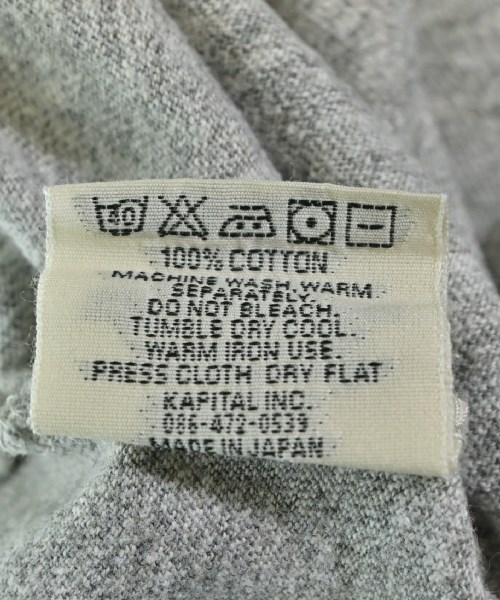 40
100% COTTON
MACHINE WASH. WARM
SEPARATELY.
DO NOT BLEACH.
TUMBLE DRY COOL.
WARM IRON USE.
PRESS CLOTH DRY FLAT
KAPITAL INC.
086-472-0539
MADE IN JAPAN